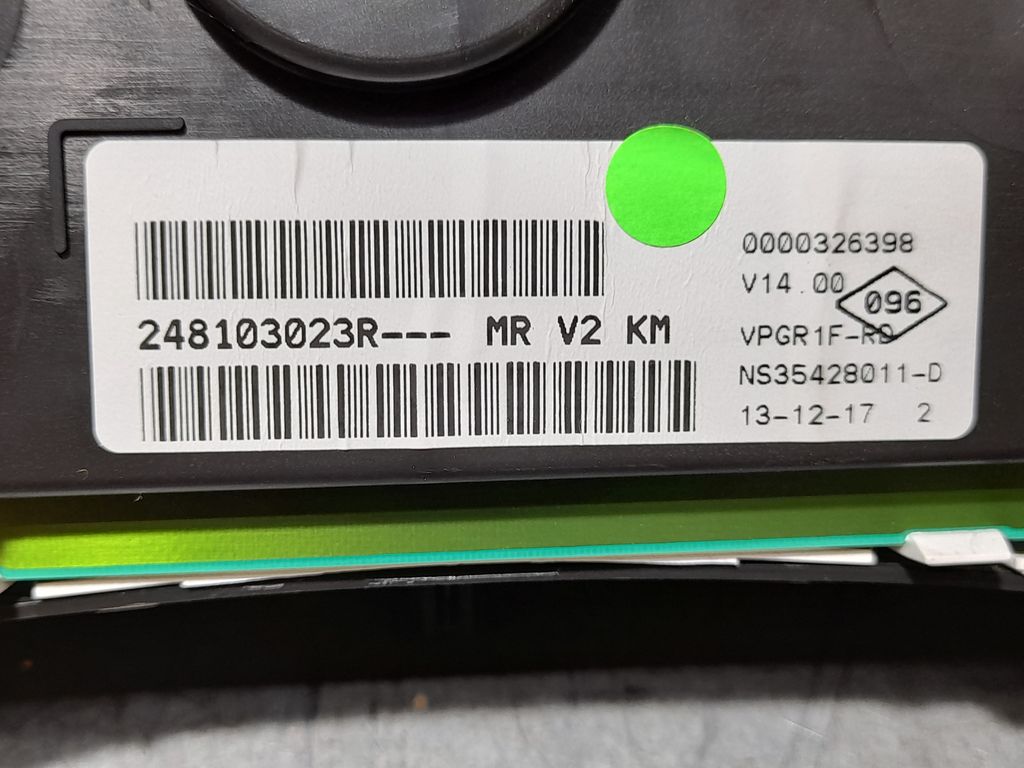 248103023R--- MR V2 KM
0000326398
V14.00
096
VPGR1F-RD
NS35428011-D
13-12-17 2